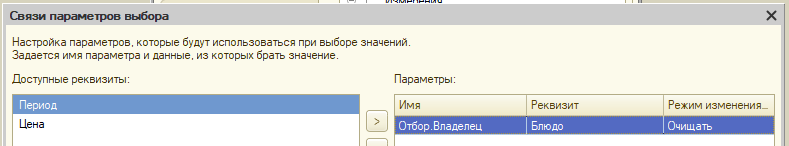 измерения
Связи параметров выбора
Настройка параметров, которые будут использоваться при выборе значений.
Задается имя параметра и данные, из которых брать значение.
Доступные реквизиты:
Параметры:
Период
Цена
Имя Реквизит Режим изменения...
Отбор.Владелец Блюдо Очищать